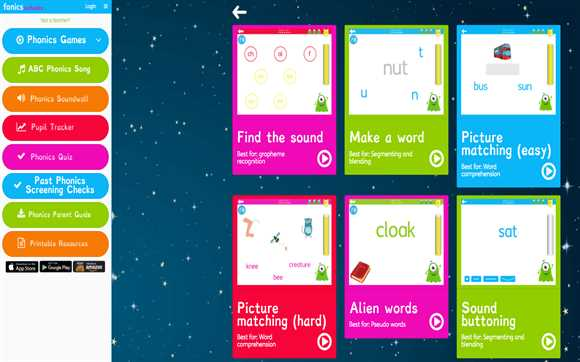 fonics
Login
Not a teacher?
Phonics Games
ABC Phonics Song
Phonics Soundwall
Pupil Tracker
Phonics Quiz
Past Phonics
Screening Checks
Phonics Parent Guide
Printable Resources
App Store
Google Play
amazon
ch
ai
f
Find the sound
Best for: grapheme
recognition
t
nut
u
n
Make a word
Best for: Segmenting and
blending
bus
sun
Picture
matching (easy)
Best for: Word
comprehension
knee
creature
bee
Picture
matching (hard)
Best for: Word
comprehension
cloak
Alien words
Best for: Pseudo words
sat
Sound
buttoning
Best for: Segmenting and
blending